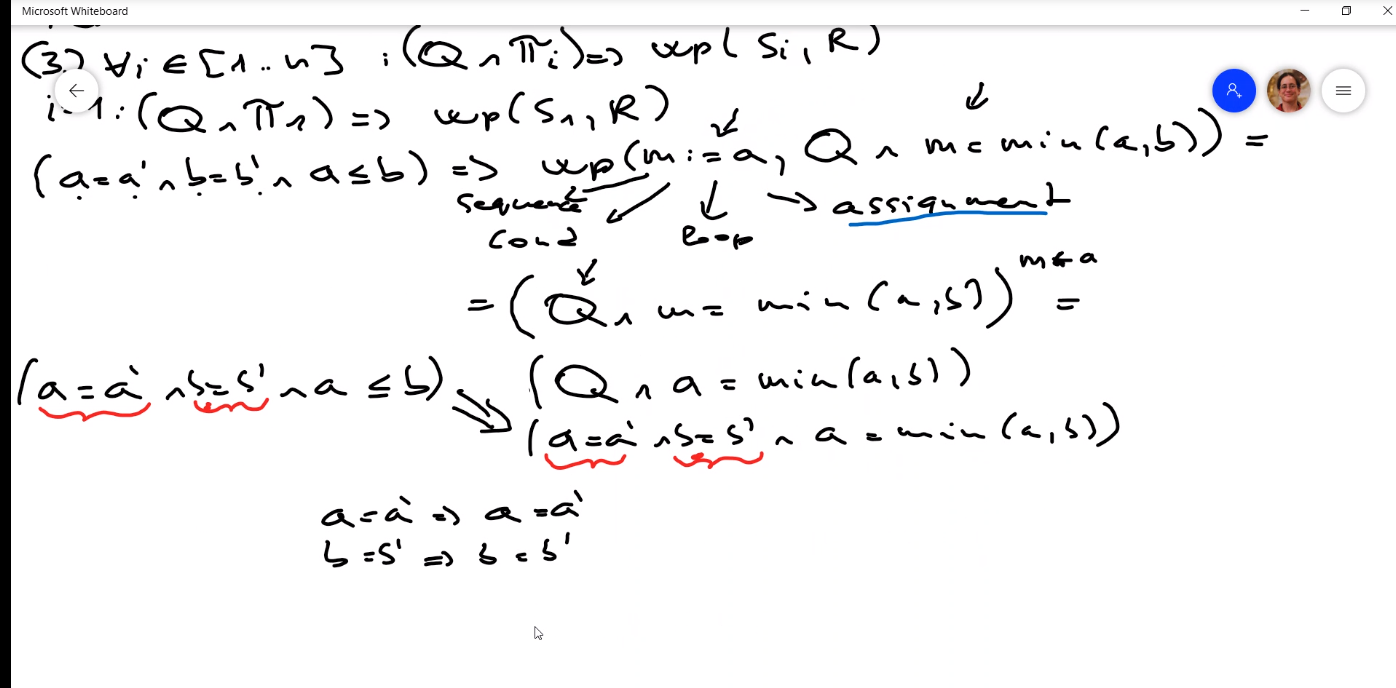 Microsoft Whiteboard
(3.) ∀i ∈ [1..n] : (Q ∧ πi) => wp(Si, R)
i=1: (Q ∧ π1) => wp(S1, R)
(a=a' ∧ b=b' ∧ a≤b) => wp(m:=a, Q ∧ m=min(a,b)) =
sequence
cond
loop
assignment
= (Q ∧ m= min(a,b)) m←a =
(Q ∧ a = min(a,b))
(a=a' ∧ b=b' ∧ a ≤ b) => (a=a' ∧ b=b' ∧ a = min(a,b))
a=a' => a=a'
b=b' => b=b'